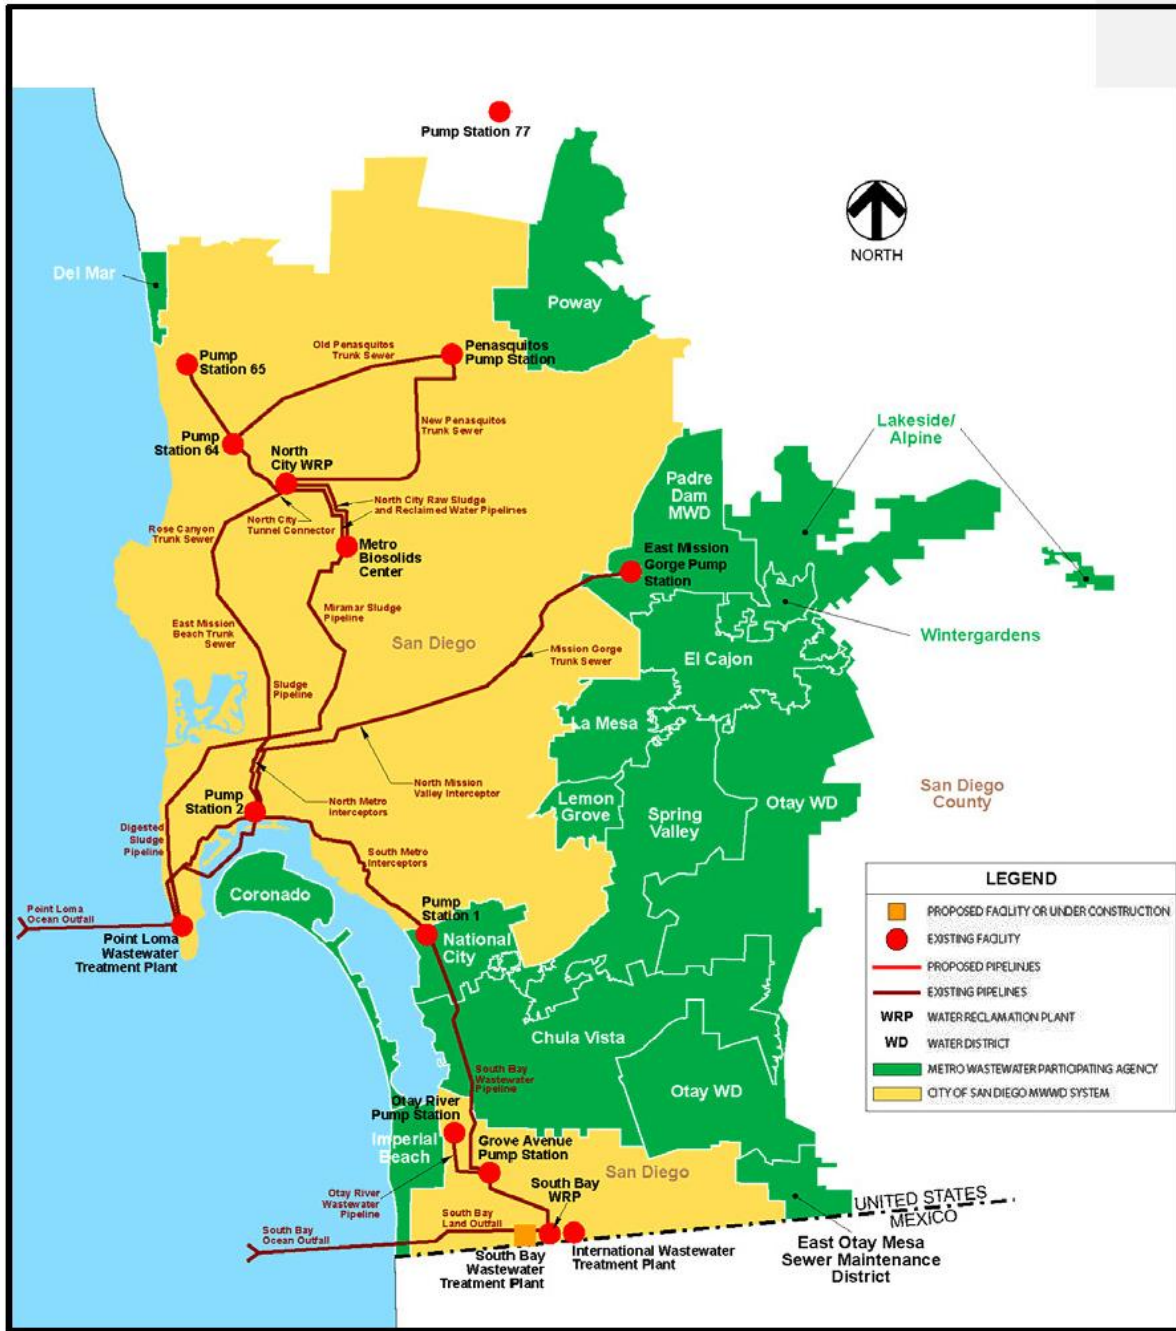 Pump Station 77
NORTH
Del Mar
Poway
Pump
Station 65
Old Penasquitos
Trunk Sewer
Penasquitos
Pump Station
New Penasquitos
Trunk Sewer
Pump
Station 64
North
City WRP
Lakeside/
Alpine
Padre
Dam
MWD
North City Raw Sludge
and Reclaimed Water Pipelines
Rose Canyon
Trunk Sewer
North City
Tunnel Connector
Metro
Biosolids
Center
East Mission
Gorge Pump
Station
Miramar Sludge
Pipeline
East Mission
Beach Trunk
Sewer
San Diego
Mission Gorge
Trunk Sewer
Wintergardens
El Cajon
Sludge
Pipeline
La Mesa
North Mission
Valley Interceptor
Pump
Station 2
North Metro
Interceptors
Lemon
Grove
Spring
Valley
Otay WD
San Diego
County
Digested
Sludge
Pipeline
South Metro
Interceptors
Coronado
Point Loma
Ocean Outfall
Point Loma
Wastewater
Treatment Plant
Pump
Station 1
National
City
LEGEND
PROPOSED FACILITY OR UNDER CONSTRUCTION
EXISTING FACILITY
PROPOSED PIPELINJES
EXISTING PIPELINES
WRP WATER RECLAMATION PLANT
WD WATER DISTRICT
METRO WASTEWATER PARTICIPATING AGENCY
CITY OF SAN DIEGO MWWD SYSTEM
Chula Vista
South Bay
Wastewater
Pipeline
Otay WD
Otay River
Pump Station
Imperial
Beach
Grove Avenue
Pump Station
San Diego
South Bay
WRP
Otay River
Wastewater
Pipeline
South Bay
Land Outfall
South Bay
Ocean Outfall
UNITED STATES
MEXICO
South Bay
Wastewater
Treatment Plant
International Wastewater
Treatment Plant
East Otay Mesa
Sewer Maintenance
District